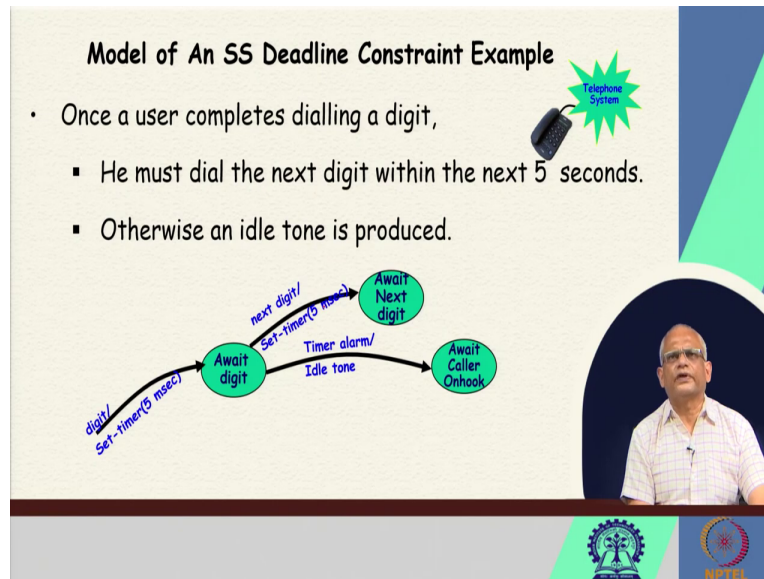 Model of An SS Deadline Constraint Example
Telephone
System
• Once a user completes dialling a digit,
▪ He must dial the next digit within the next 5 seconds.
▪ Otherwise an idle tone is produced.
digit/
Set-timer(5 msec)
Await
digit
next digit/
Set-timer(5 msec)
Await
Next
digit
Timer alarm/
Idle tone
Await
Caller
Onhook
NPTEL